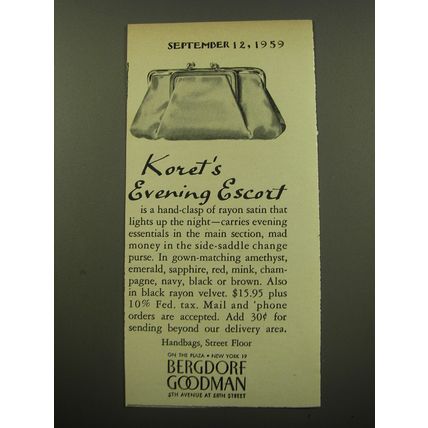 SEPTEMBER 12, 1959
Koret's
Evening Escort
is a hand-clasp of rayon satin that
lights up the night—carries evening
essentials in the main section, mad
money in the side-saddle change
purse. In gown-matching amethyst,
emerald, sapphire, red, mink, cham-
pagne, navy, black or brown. Also
in black rayon velvet. $15.95 plus
10% Fed. tax. Mail and 'phone
orders are accepted. Add 30¢ for
sending beyond our delivery area.
Handbags, Street Floor
ON THE PLAZA • NEW YORK 19
BERGDORF
GOODMAN
5TH AVENUE AT 58TH STREET